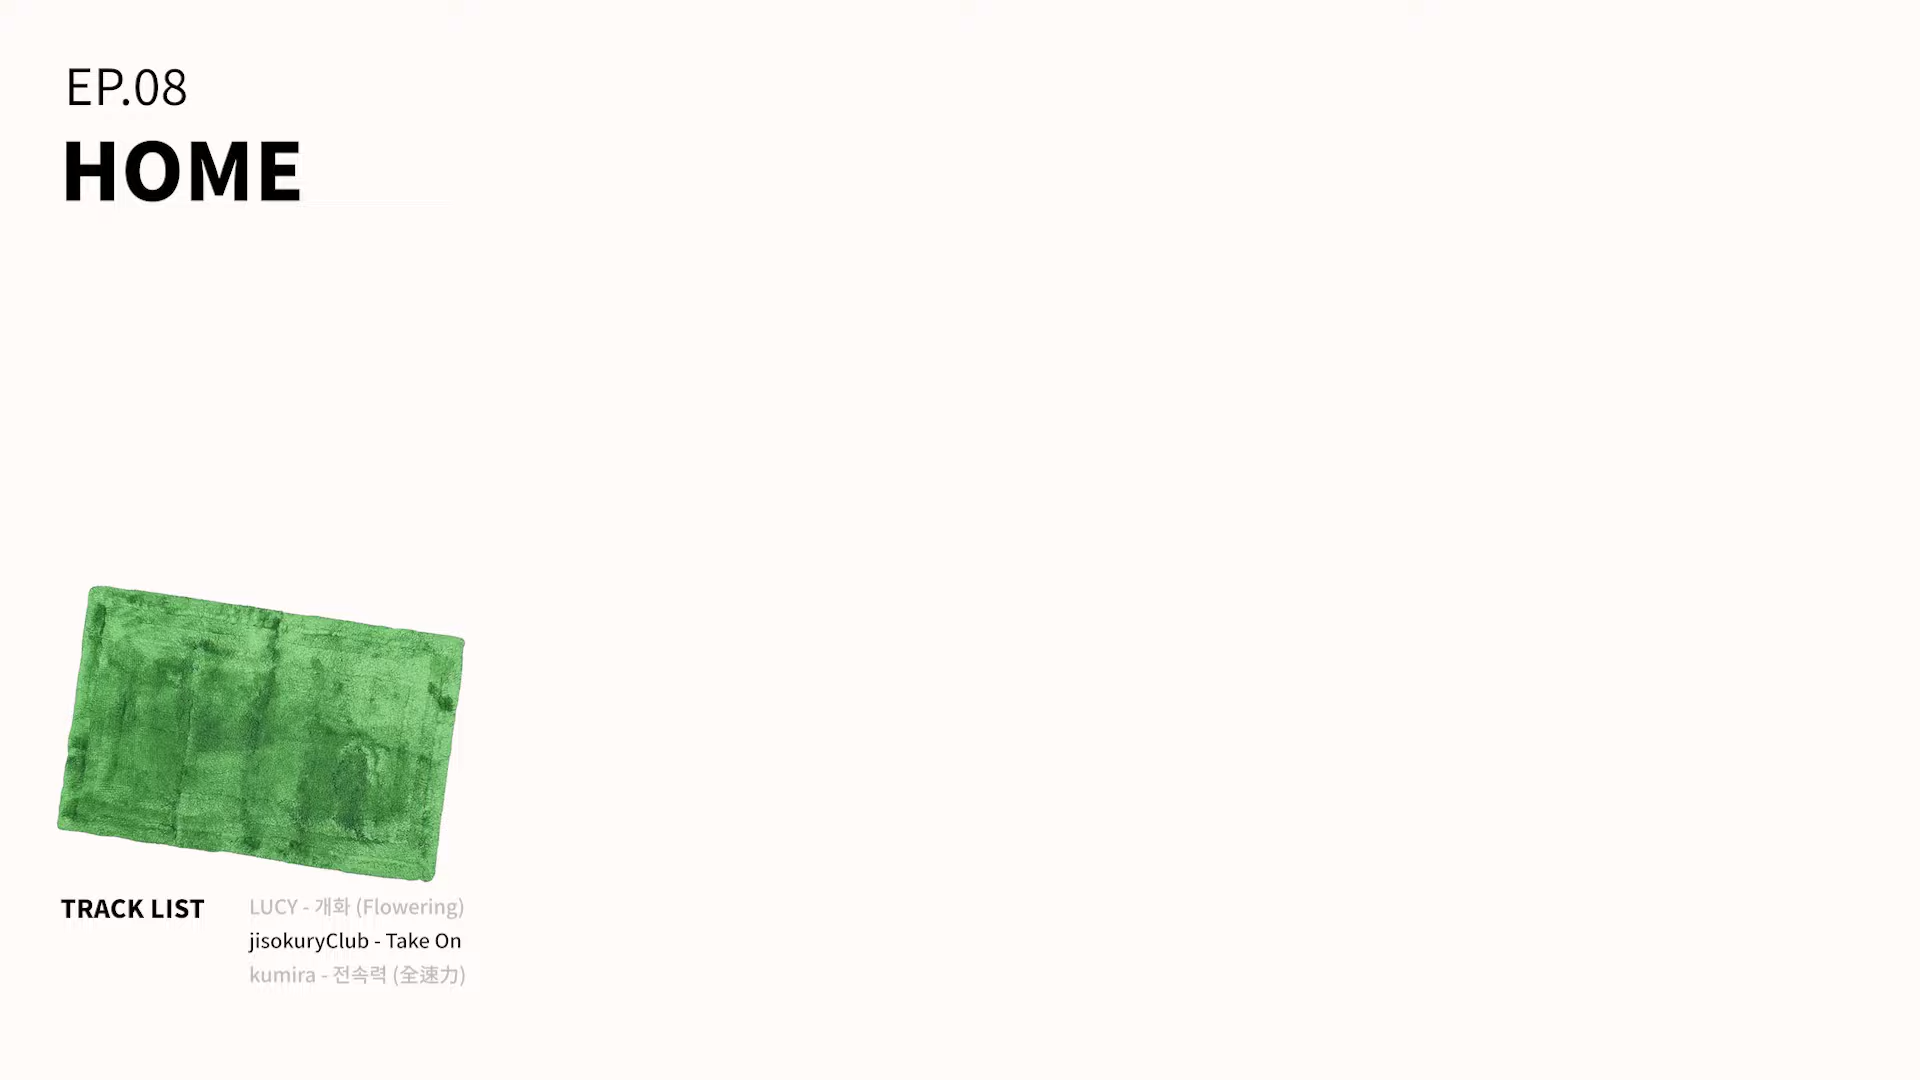 EP.08
HOME
TRACK LIST
LUCY - 개화 (Flowering)
jisokuryClub - Take On
kumira - 전속력 (全速力)